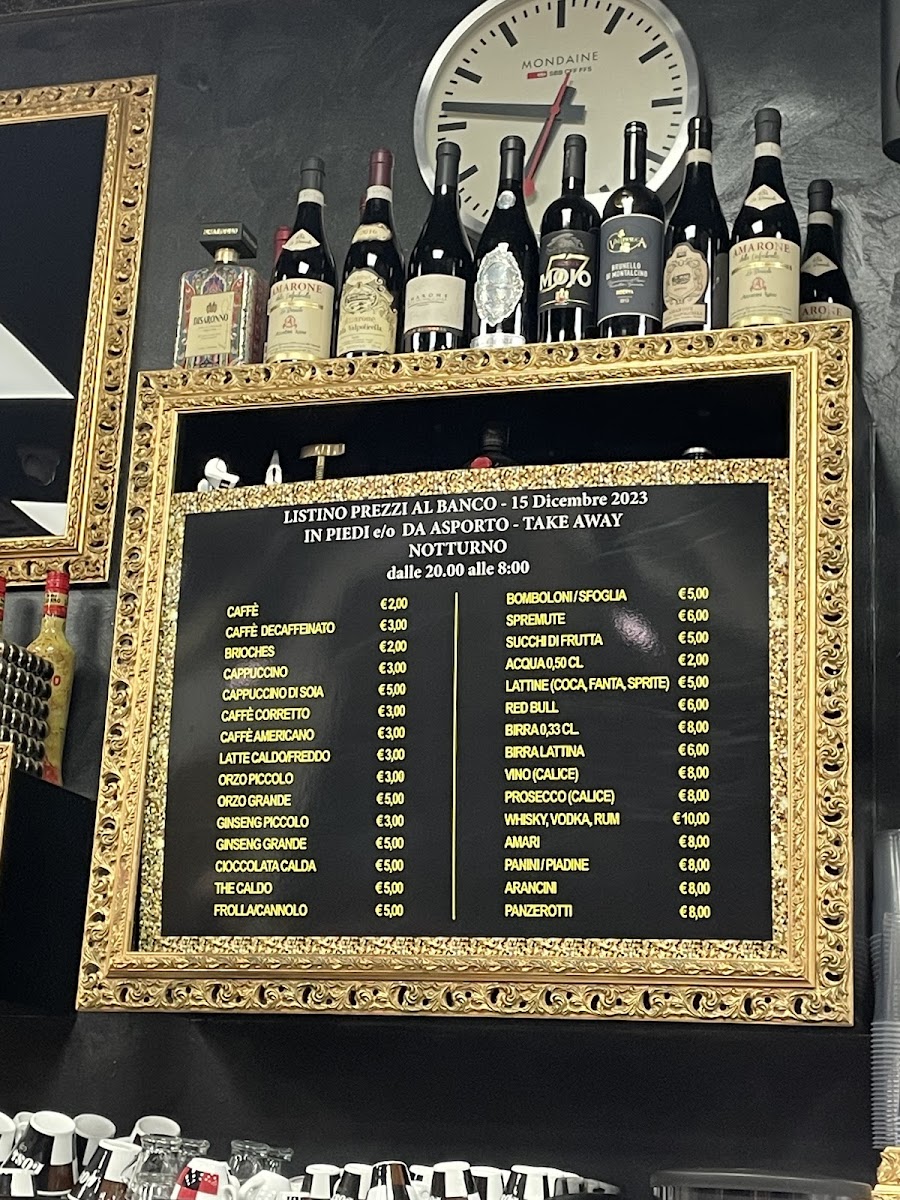 MONDAINE
SBB CFF FFS
DISARONNO
AMARONE
AMARONE
MOJO
BRUNELLO
DI MONTALCINO
AMARONE
LISTINO PREZZI AL BANCO - 15 Dicembre 2023
IN PIEDI e/o DA ASPORTO - TAKE AWAY
NOTTURNO
dalle 20.00 alle 8:00
CAFFÈ €2,00
CAFFÈ DECAFFEINATO €3,00
BRIOCHES €2,00
CAPPUCCINO €3,00
CAPPUCCINO DI SOIA €5,00
CAFFÈ CORRETTO €3,00
CAFFÈ AMERICANO €3,00
LATTE CALDO/FREDDO €3,00
ORZO PICCOLO €3,00
ORZO GRANDE €5,00
GINSENG PICCOLO €3,00
GINSENG GRANDE €5,00
CIOCCOLATA CALDA €5,00
THE CALDO €5,00
FROLLA/CANNOLO €5,00
BOMBOLONI / SFOGLIA €5,00
SPREMUTE €6,00
SUCCHI DI FRUTTA €5,00
ACQUA 0,50 CL €2,00
LATTINE (COCA, FANTA, SPRITE) €5,00
RED BULL €6,00
BIRRA 0,33 CL. €8,00
BIRRA LATTINA €6,00
VINO (CALICE) €8,00
PROSECCO (CALICE) €8,00
WHISKY, VODKA, RUM €10,00
AMARI €8,00
PANINI / PIADINE €8,00
ARANCINI €8,00
PANZEROTTI €8,00